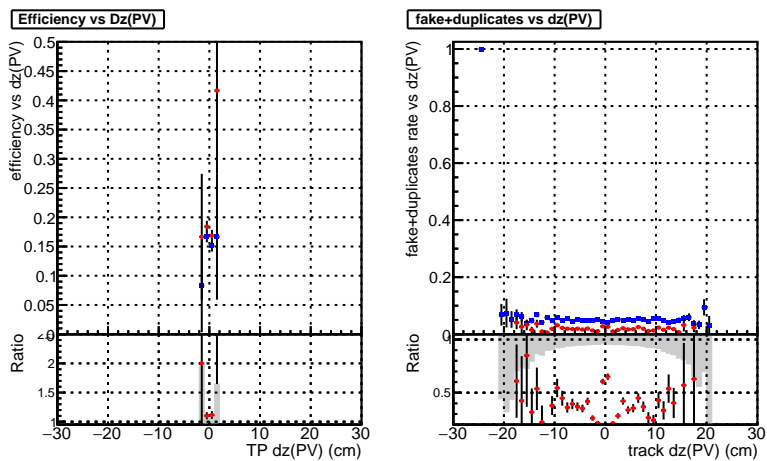 Efficiency vs Dz(PV)
efficiency vs dz(PV)
0.5
0.45
0.4
0.35
0.3
0.25
0.2
0.15
0.1
0.05
0
Ratio
2
1.5
1
−30 −20 −10 0 10 20 30
TP dz(PV) (cm)
fake+duplicates vs dz(PV)
fake+duplicates rate vs dz(PV)
1
0.8
0.6
0.4
0.2
0
Ratio
1
0.5
−30 −20 −10 0 10 20 30
track dz(PV) (cm)